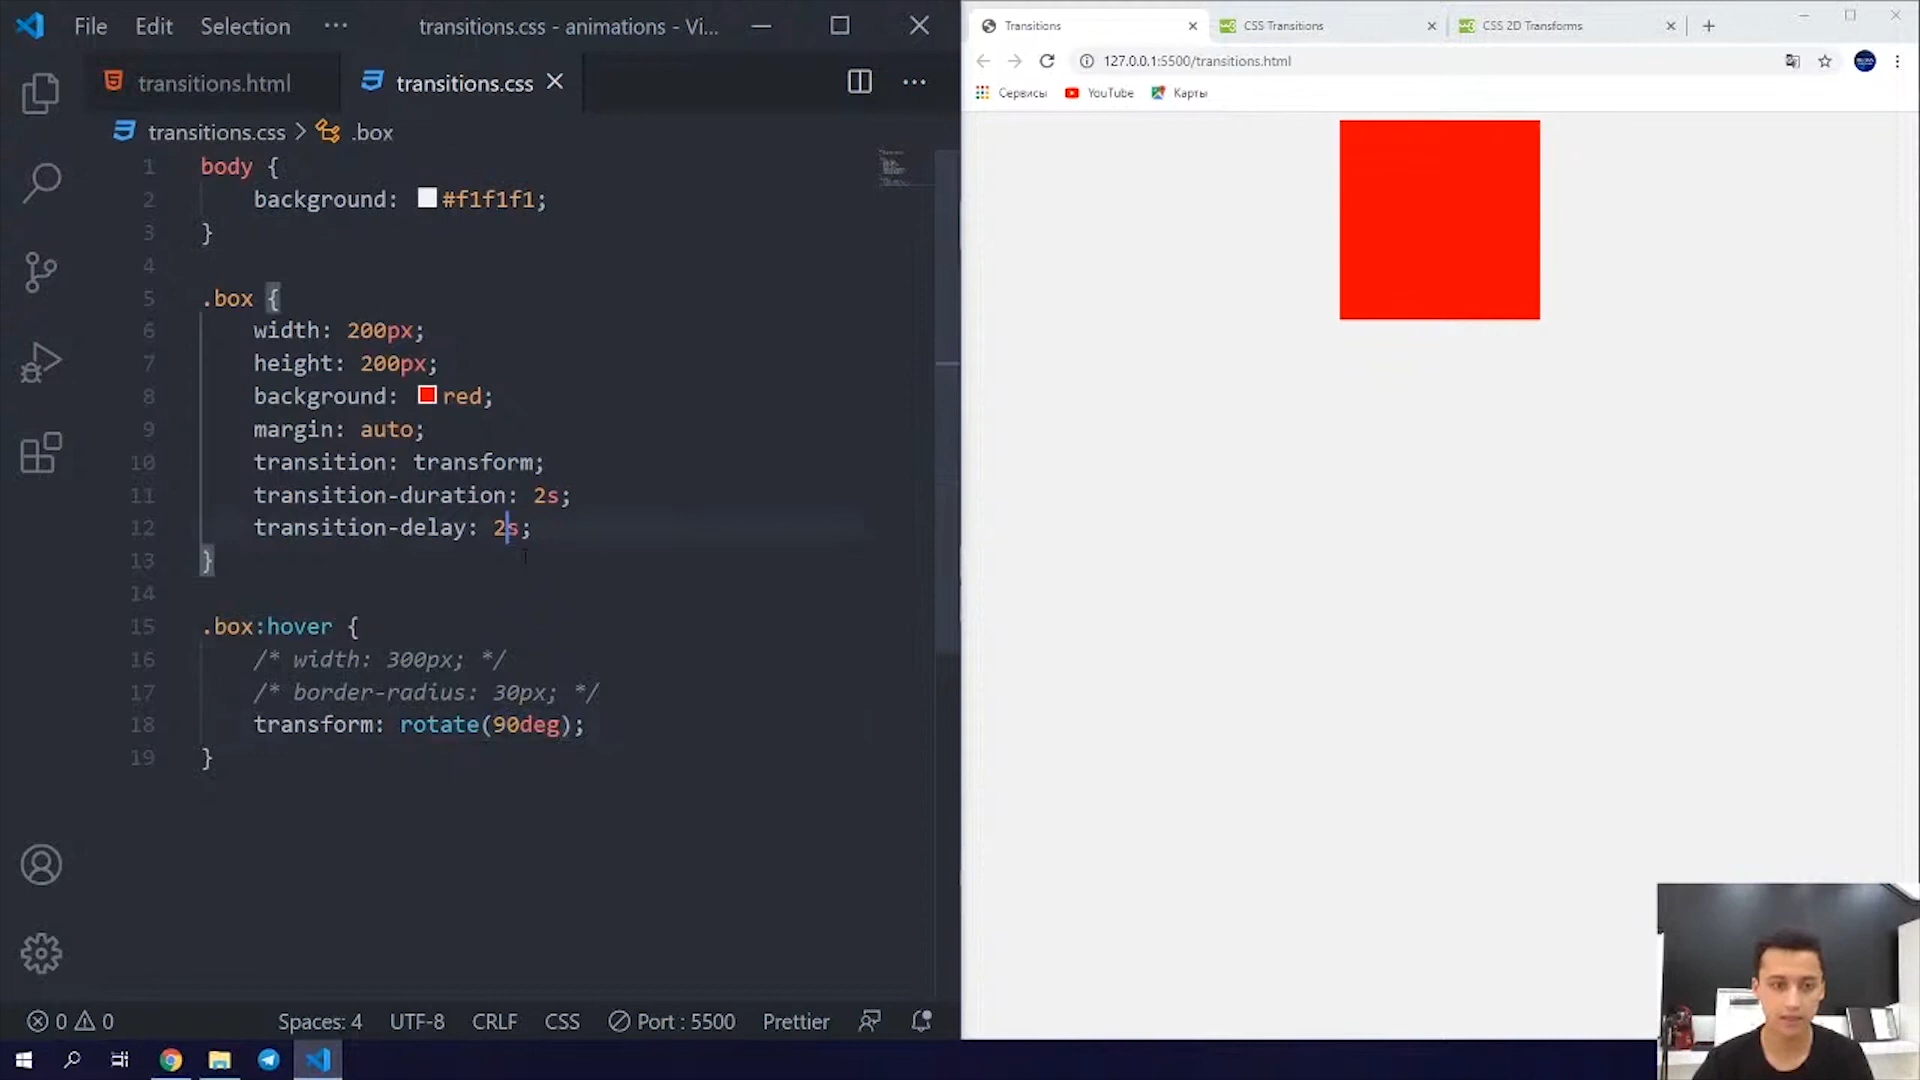 File Edit Selection ··· transitions.css - animations - Vi...
transitions.html transitions.css
transitions.css > .box
1 body {
2 background: #f1f1f1;
3 }
4
5 .box {
6 width: 200px;
7 height: 200px;
8 background: red;
9 margin: auto;
10 transition: transform;
11 transition-duration: 2s;
12 transition-delay: 2s;
13 }
14
15 .box:hover {
16 /* width: 300px; */
17 /* border-radius: 30px; */
18 transform: rotate(90deg);
19 }
0 0 Spaces: 4 UTF-8 CRLF CSS Port : 5500 Prettier
Transitions CSS Transitions CSS 2D Transforms
127.0.0.1:5500/transitions.html
Сервисы YouTube Карты